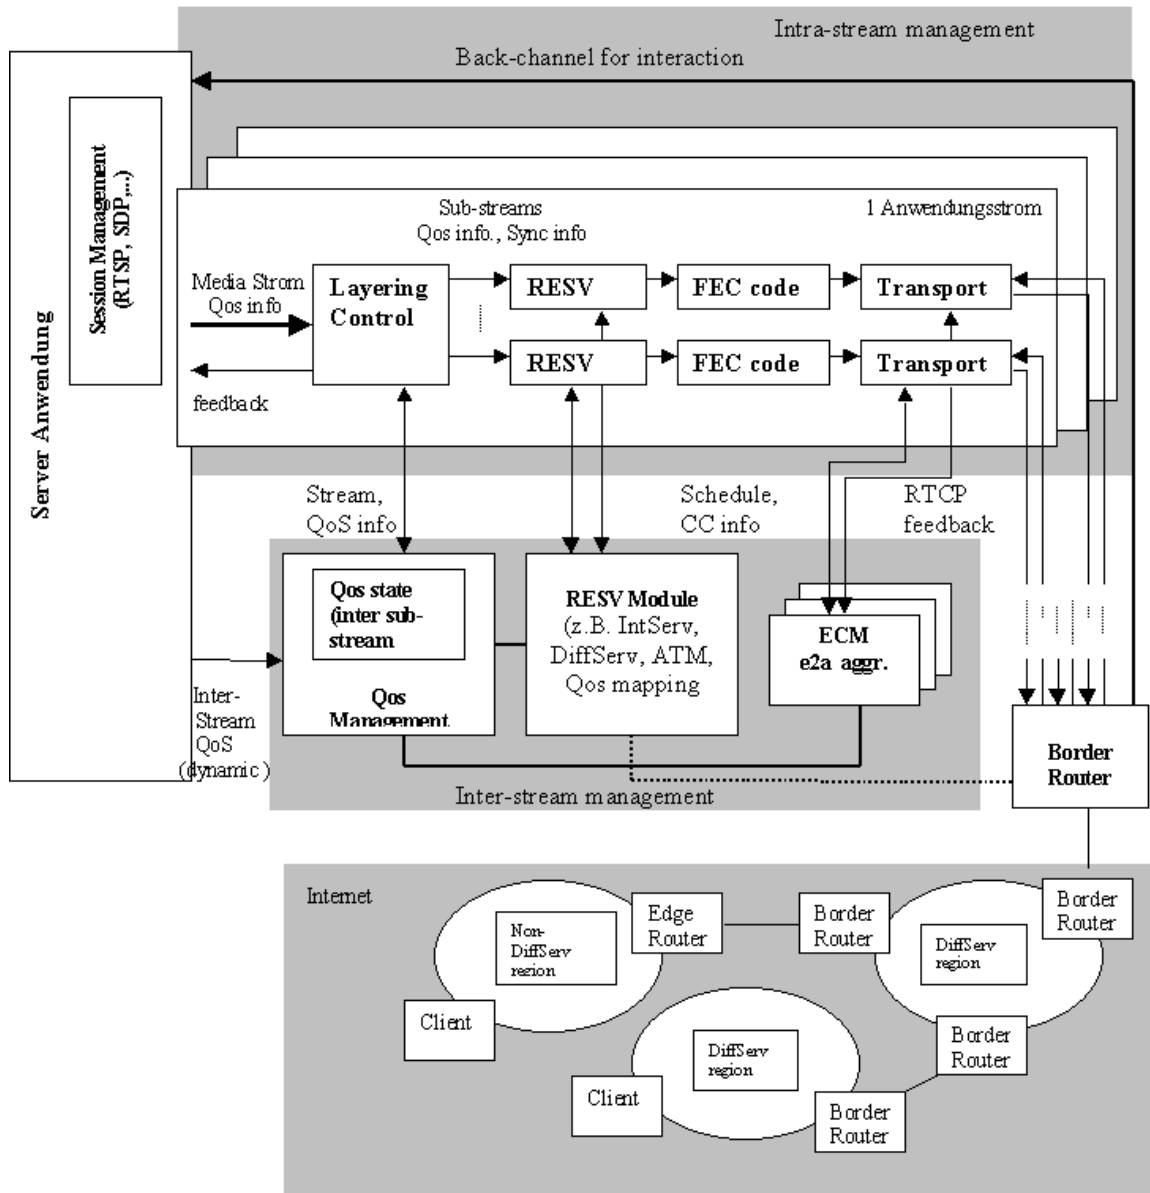 Intra-stream management
Back-channel for interaction
Server Anwendung
Session Management
(RTSP, SDP,...)
Sub-streams
Qos info., Sync info
1 Anwendungsstrom
Media Strom
Qos info
Layering
Control
RESV
FEC code
Transport
RESV
FEC code
Transport
feedback
Stream,
QoS info
Schedule,
CC info
RTCP
feedback
Qos state
(inter sub-
stream
Qos
Management
RESV Module
(z.B. IntServ,
DiffServ, ATM,
Qos mapping
ECM
e2a aggr.
Inter-
Stream
QoS
(dynamic)
Inter-stream management
Border
Router
Internet
Non-
DiffServ
region
Edge
Router
Border
Router
DiffServ
region
Border
Router
Client
DiffServ
region
Border
Router
Client
Border
Router